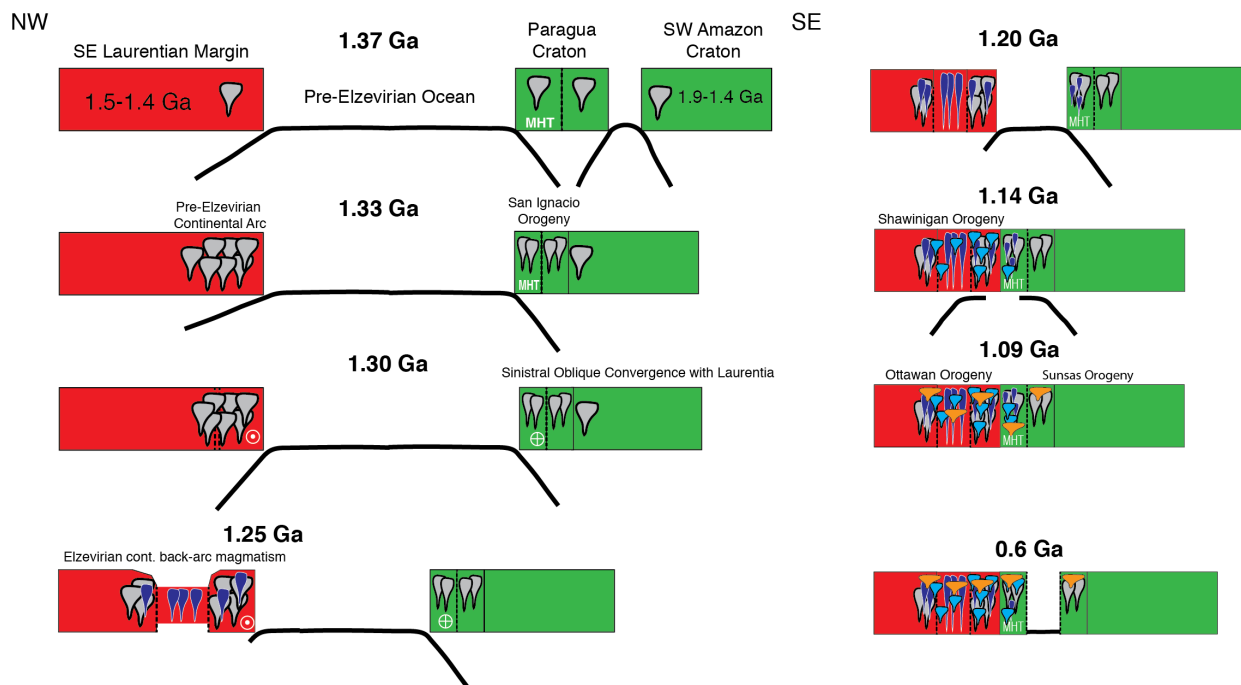 NW
SE Laurentian Margin
1.37 Ga
Paragua
Craton
SW Amazon
Craton
1.5-1.4 Ga
Pre-Elzevirian Ocean
MHT
1.9-1.4 Ga
Pre-Elzevirian
Continental Arc
1.33 Ga
San Ignacio
Orogeny
MHT
1.30 Ga
Sinistral Oblique Convergence with Laurentia
1.25 Ga
Elzevirian cont. back-arc magmatism
SE
1.20 Ga
MHT
1.14 Ga
Shawinigan Orogeny
MHT
1.09 Ga
Ottawan Orogeny
Sunsas Orogeny
MHT
0.6 Ga
MHT